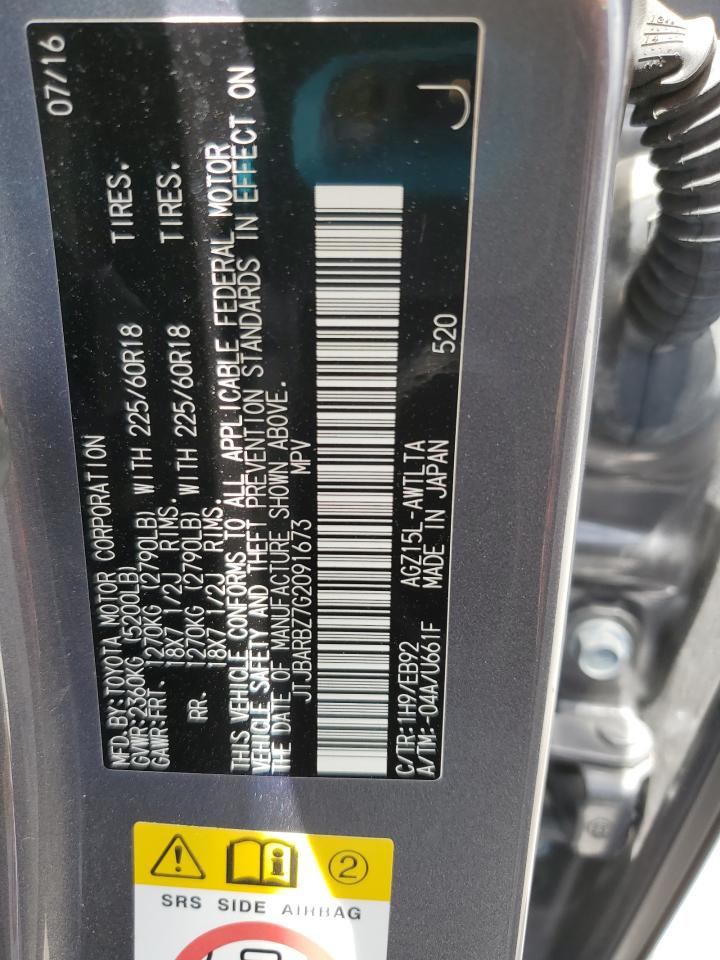 MFD.BY:TOYOTA MOTOR CORPORATION 07/16
GVWR:2360KG (5200LB)
GAWR:FRT. 1270KG (2790LB) WITH 225/60R18 TIRES.
18X7 1/2J RIMS.
RR. 1270KG (2790LB) WITH 225/60R18 TIRES.
18X7 1/2J RIMS.
THIS VEHICLE CONFORMS TO ALL APPLICABLE FEDERAL MOTOR
VEHICLE SAFETY AND THEFT PREVENTION STANDARDS IN EFFECT ON
THE DATE OF MANUFACTURE SHOWN ABOVE.
JTJBARBZ7G2091673 MPV
C/TR:1H9/EB92 AGZ15L-AWTLTA
A/TM:-04A/U661F MADE IN JAPAN 520 J
2
SRS SIDE AIRBAG